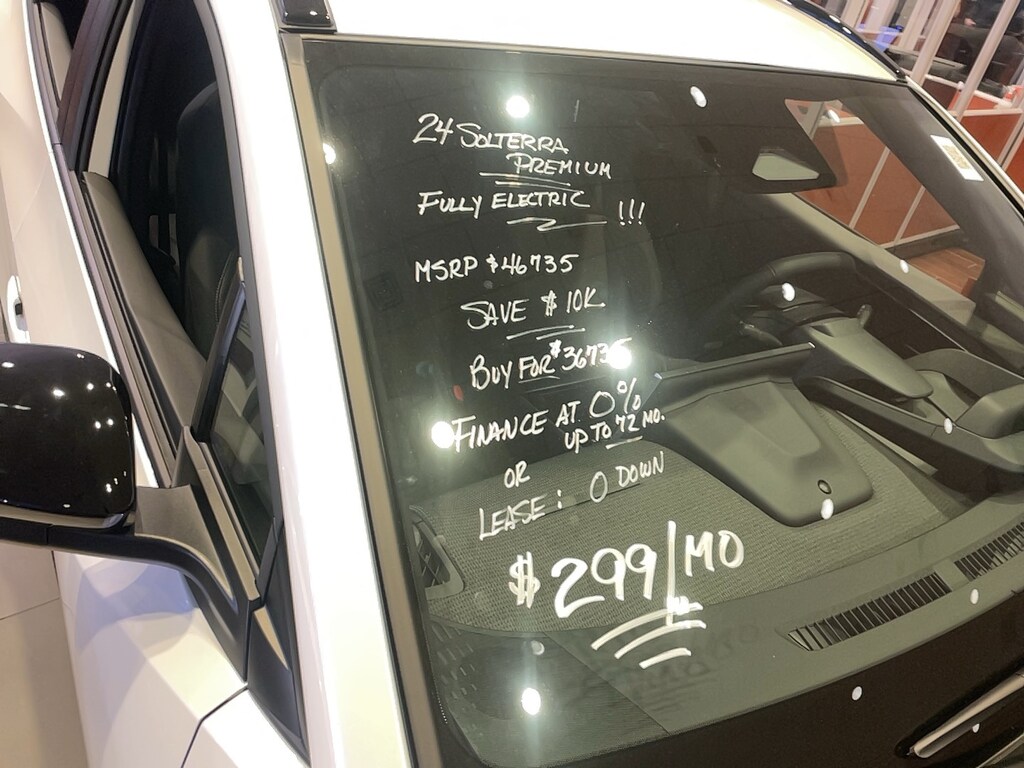 24 SOLTERRA
PREMIUM
FULLY ELECTRIC !!!
MSRP $46735
SAVE $10K
BUY FOR $36735
FINANCE AT 0%
UP TO 72 MO.
OR
LEASE: 0 DOWN
$299/MO